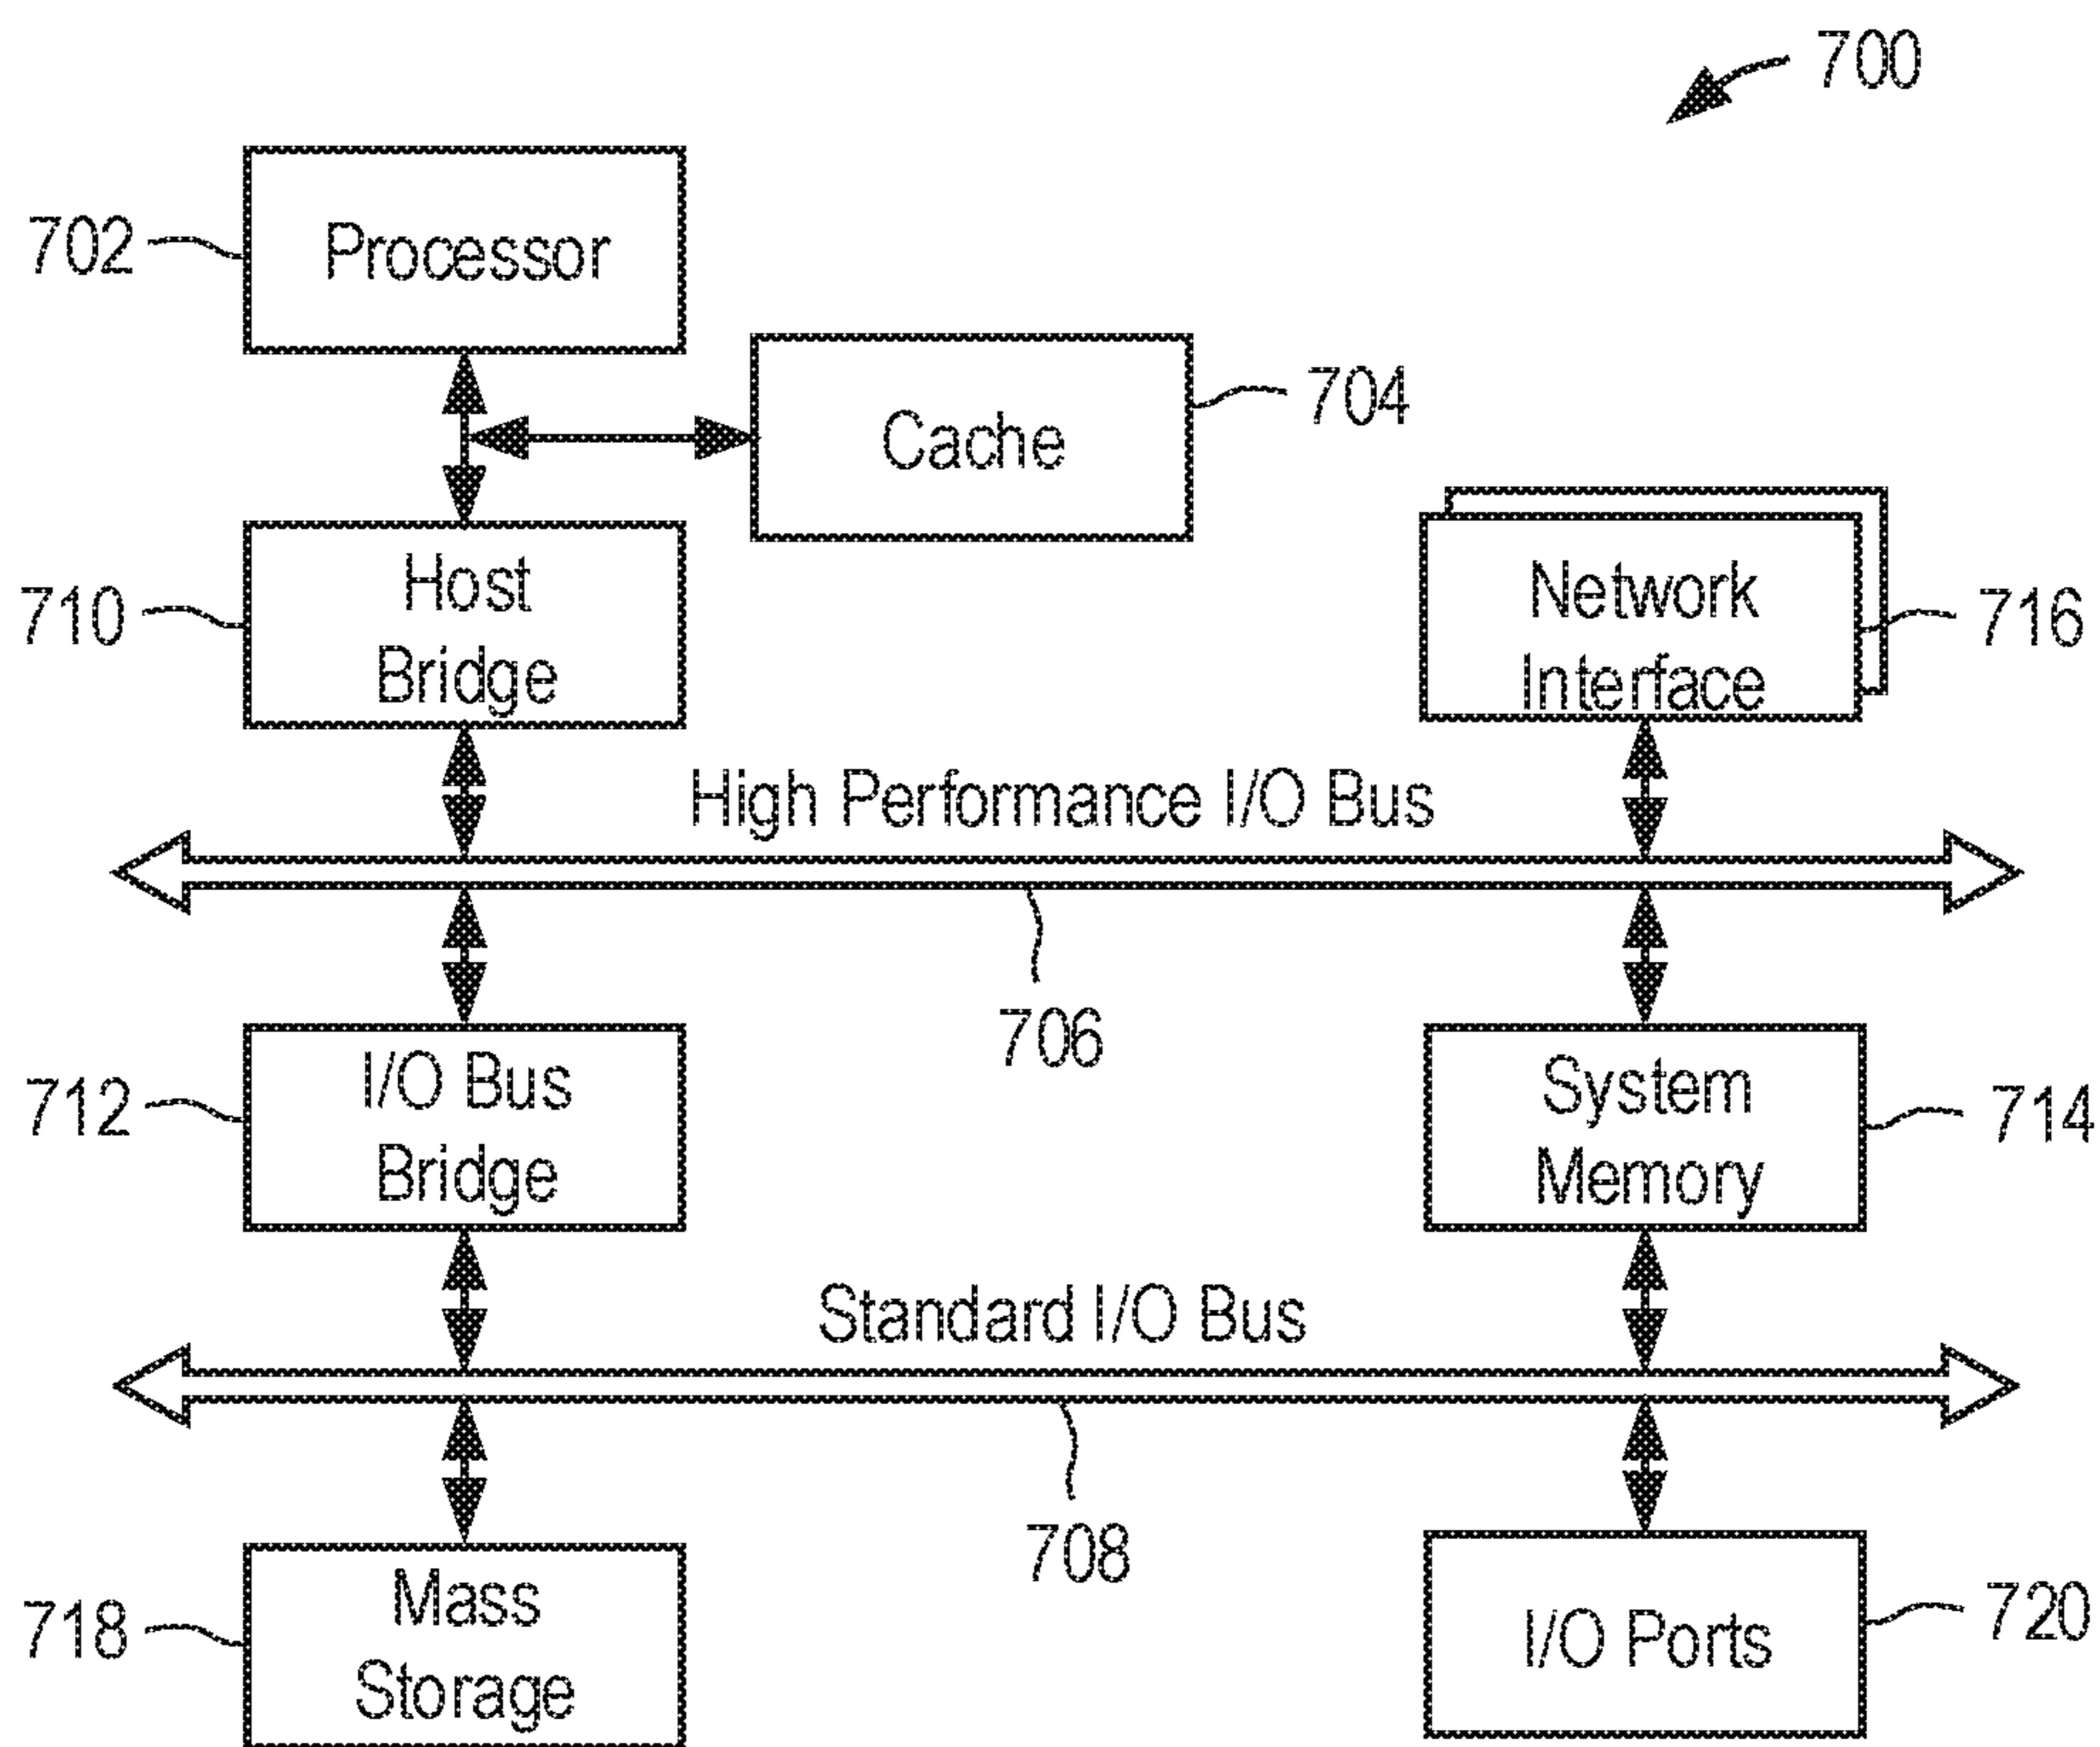 700
702
Processor
Cache
704
710
Host
Bridge
Network
Interface
716
High Performance I/O Bus
706
712
I/O Bus
Bridge
System
Memory
714
Standard I/O Bus
708
718
Mass
Storage
I/O Ports
720